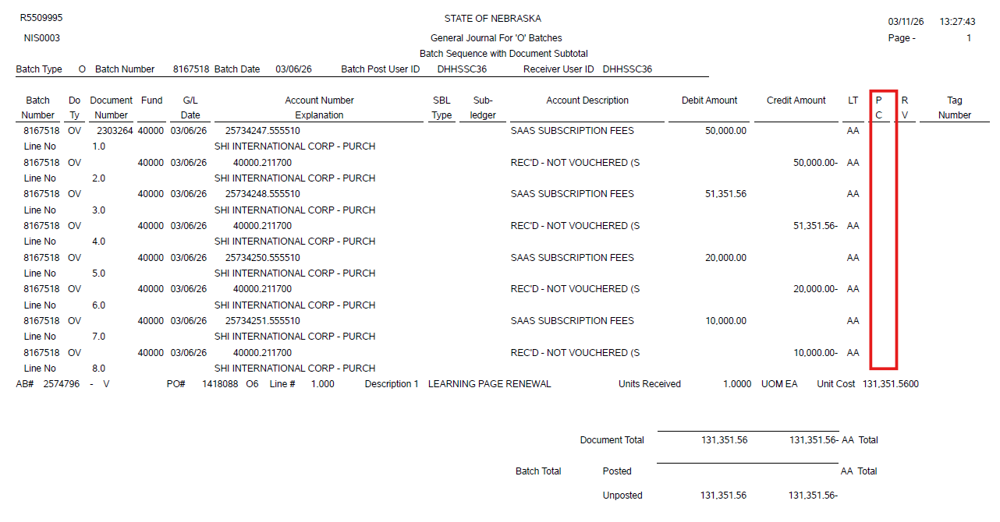 R5509995 STATE OF NEBRASKA 03/11/26 13:27:43
NIS0003 General Journal For 'O' Batches Page - 1
Batch Sequence with Document Subtotal
Batch Type O Batch Number 8167518 Batch Date 03/06/26 Batch Post User ID DHHSSC36 Receiver User ID DHHSSC36
Batch Do Document Fund G/L Account Number SBL Sub- Account Description Debit Amount Credit Amount LT P R Tag
Number Ty Number Date Explanation Type ledger C V Number
8167518 OV 2303264 40000 03/06/26 25734247.555510 SAAS SUBSCRIPTION FEES 50,000.00 AA
Line No 1.0 SHI INTERNATIONAL CORP - PURCH
8167518 OV 40000 03/06/26 40000.211700 REC'D - NOT VOUCHERED (S 50,000.00- AA
Line No 2.0 SHI INTERNATIONAL CORP - PURCH
8167518 OV 40000 03/06/26 25734248.555510 SAAS SUBSCRIPTION FEES 51,351.56 AA
Line No 3.0 SHI INTERNATIONAL CORP - PURCH
8167518 OV 40000 03/06/26 40000.211700 REC'D - NOT VOUCHERED (S 51,351.56- AA
Line No 4.0 SHI INTERNATIONAL CORP - PURCH
8167518 OV 40000 03/06/26 25734250.555510 SAAS SUBSCRIPTION FEES 20,000.00 AA
Line No 5.0 SHI INTERNATIONAL CORP - PURCH
8167518 OV 40000 03/06/26 40000.211700 REC'D - NOT VOUCHERED (S 20,000.00- AA
Line No 6.0 SHI INTERNATIONAL CORP - PURCH
8167518 OV 40000 03/06/26 25734251.555510 SAAS SUBSCRIPTION FEES 10,000.00 AA
Line No 7.0 SHI INTERNATIONAL CORP - PURCH
8167518 OV 40000 03/06/26 40000.211700 REC'D - NOT VOUCHERED (S 10,000.00- AA
Line No 8.0 SHI INTERNATIONAL CORP - PURCH
AB# 2574796 - V PO# 1418088 O6 Line # 1.000 Description 1 LEARNING PAGE RENEWAL Units Received 1.0000 UOM EA Unit Cost 131,351.5600
Document Total 131,351.56 131,351.56- AA Total
Batch Total Posted AA Total
Unposted 131,351.56 131,351.56-